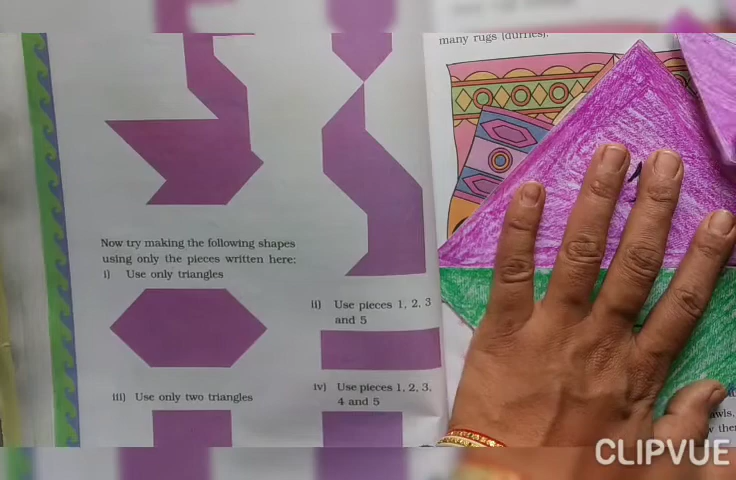 many rugs (durries).
Now try making the following shapes
using only the pieces written here:
i) Use only triangles
ii) Use pieces 1, 2, 3
and 5
iii) Use only two triangles
iv) Use pieces 1, 2, 3,
4 and 5
awls,
CLIPVUE